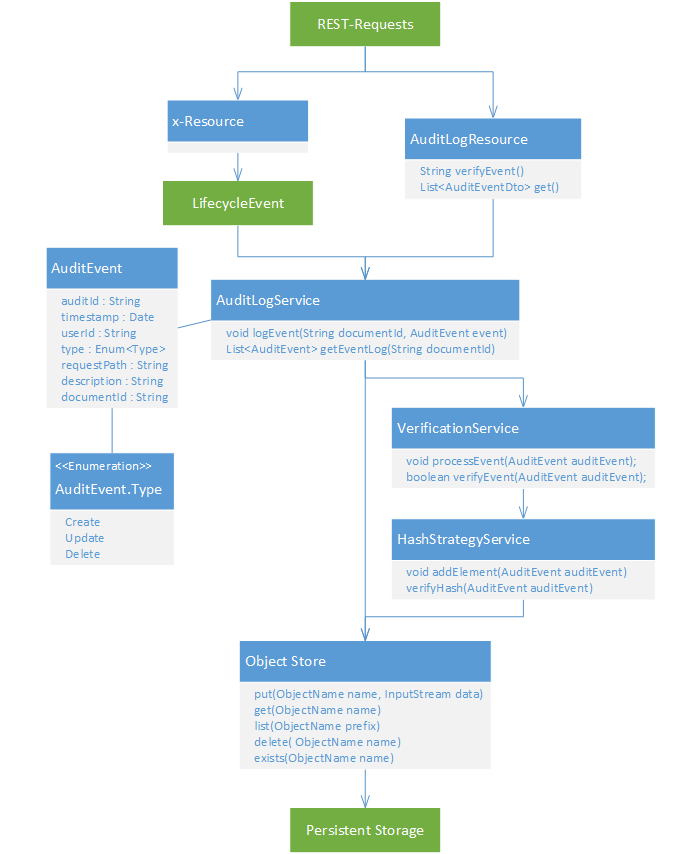 REST-Requests
x-Resource
AuditLogResource
String verifyEvent()
List<AuditEventDto> get()
LifecycleEvent
AuditEvent
auditId : String
timestamp : Date
userId : String
type : Enum<Type>
requestPath : String
description : String
documentId : String
AuditLogService
void logEvent(String documentId, AuditEvent event)
List<AuditEvent> getEventLog(String documentId)
VerificationService
void processEvent(AuditEvent auditEvent);
boolean verifyEvent(AuditEvent auditEvent);
<<Enumeration>>
AuditEvent.Type
Create
Update
Delete
HashStrategyService
void addElement(AuditEvent auditEvent)
verifyHash(AuditEvent auditEvent)
Object Store
put(ObjectName name, InputStream data)
get(ObjectName name)
list(ObjectName prefix)
delete( ObjectName name)
exists(ObjectName name)
Persistent Storage